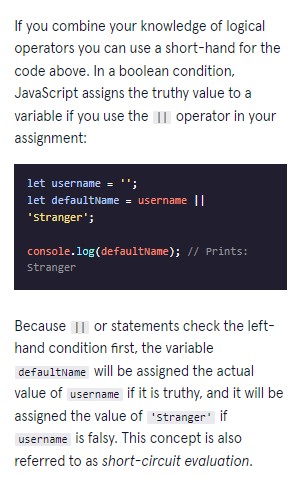 If you combine your knowledge of logical
operators you can use a short-hand for the
code above. In a boolean condition,
JavaScript assigns the truthy value to a
variable if you use the || operator in your
assignment:
let username = '';
let defaultName = username ||
'Stranger';
console.log(defaultName); // Prints:
Stranger
Because || or statements check the left-
hand condition first, the variable
defaultName will be assigned the actual
value of username if it is truthy, and it will be
assigned the value of 'Stranger' if
username is falsy. This concept is also
referred to as short-circuit evaluation.